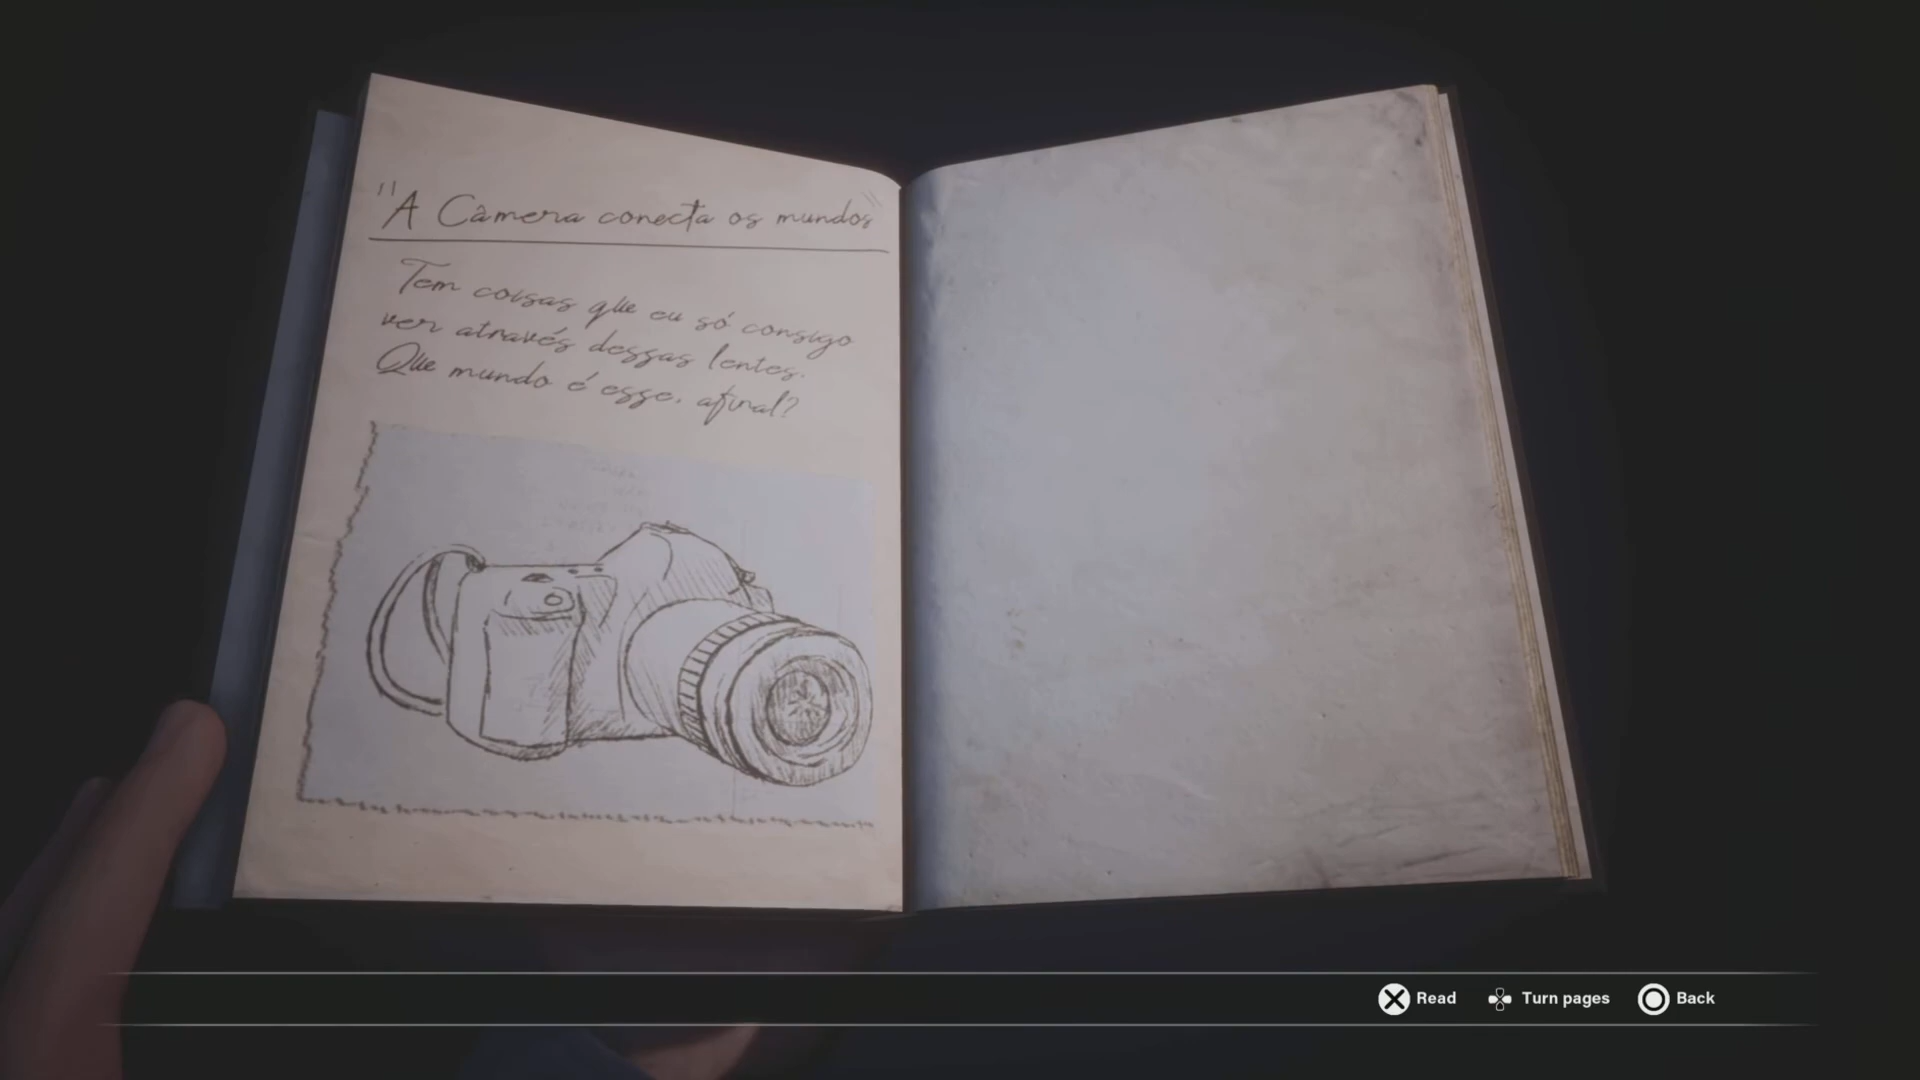 "A Câmera conecta os mundos"
Tem coisas que eu só consigo
ver através dessas lentes.
Que mundo é esse, afinal?
Read
Turn pages
Back